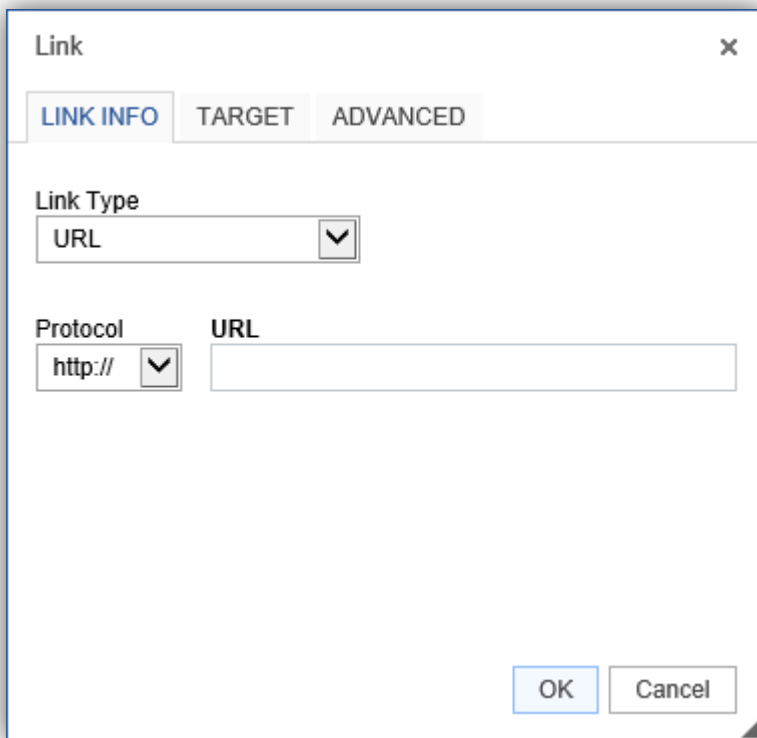 Link
LINK INFO TARGET ADVANCED
Link Type
URL
Protocol URL
http://
OK Cancel